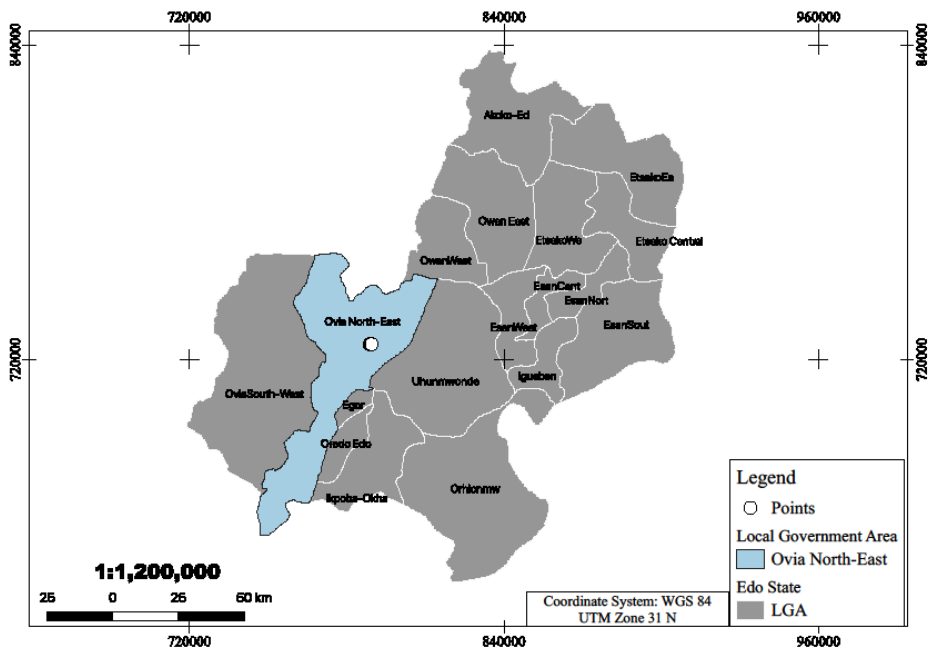 720000 840000 960000
840000 840000
Akoko-Ed
EtsakoEa
Owan East
EtsakoWe
Etsako Central
OwanWest
EsanCent
EsanNort
Ovia North-East
EsanWest
EsanSout
720000 720000
Uhunmwonde
Igueben
OviaSouth-West
Egor
Oredo Edo
Ikpoba-Okha
Orhionmw
Legend
Points
Local Government Area
Ovia North-East
Edo State
LGA
1:1,200,000
25 0 25 50 km
Coordinate System: WGS 84
UTM Zone 31 N
720000 840000 960000